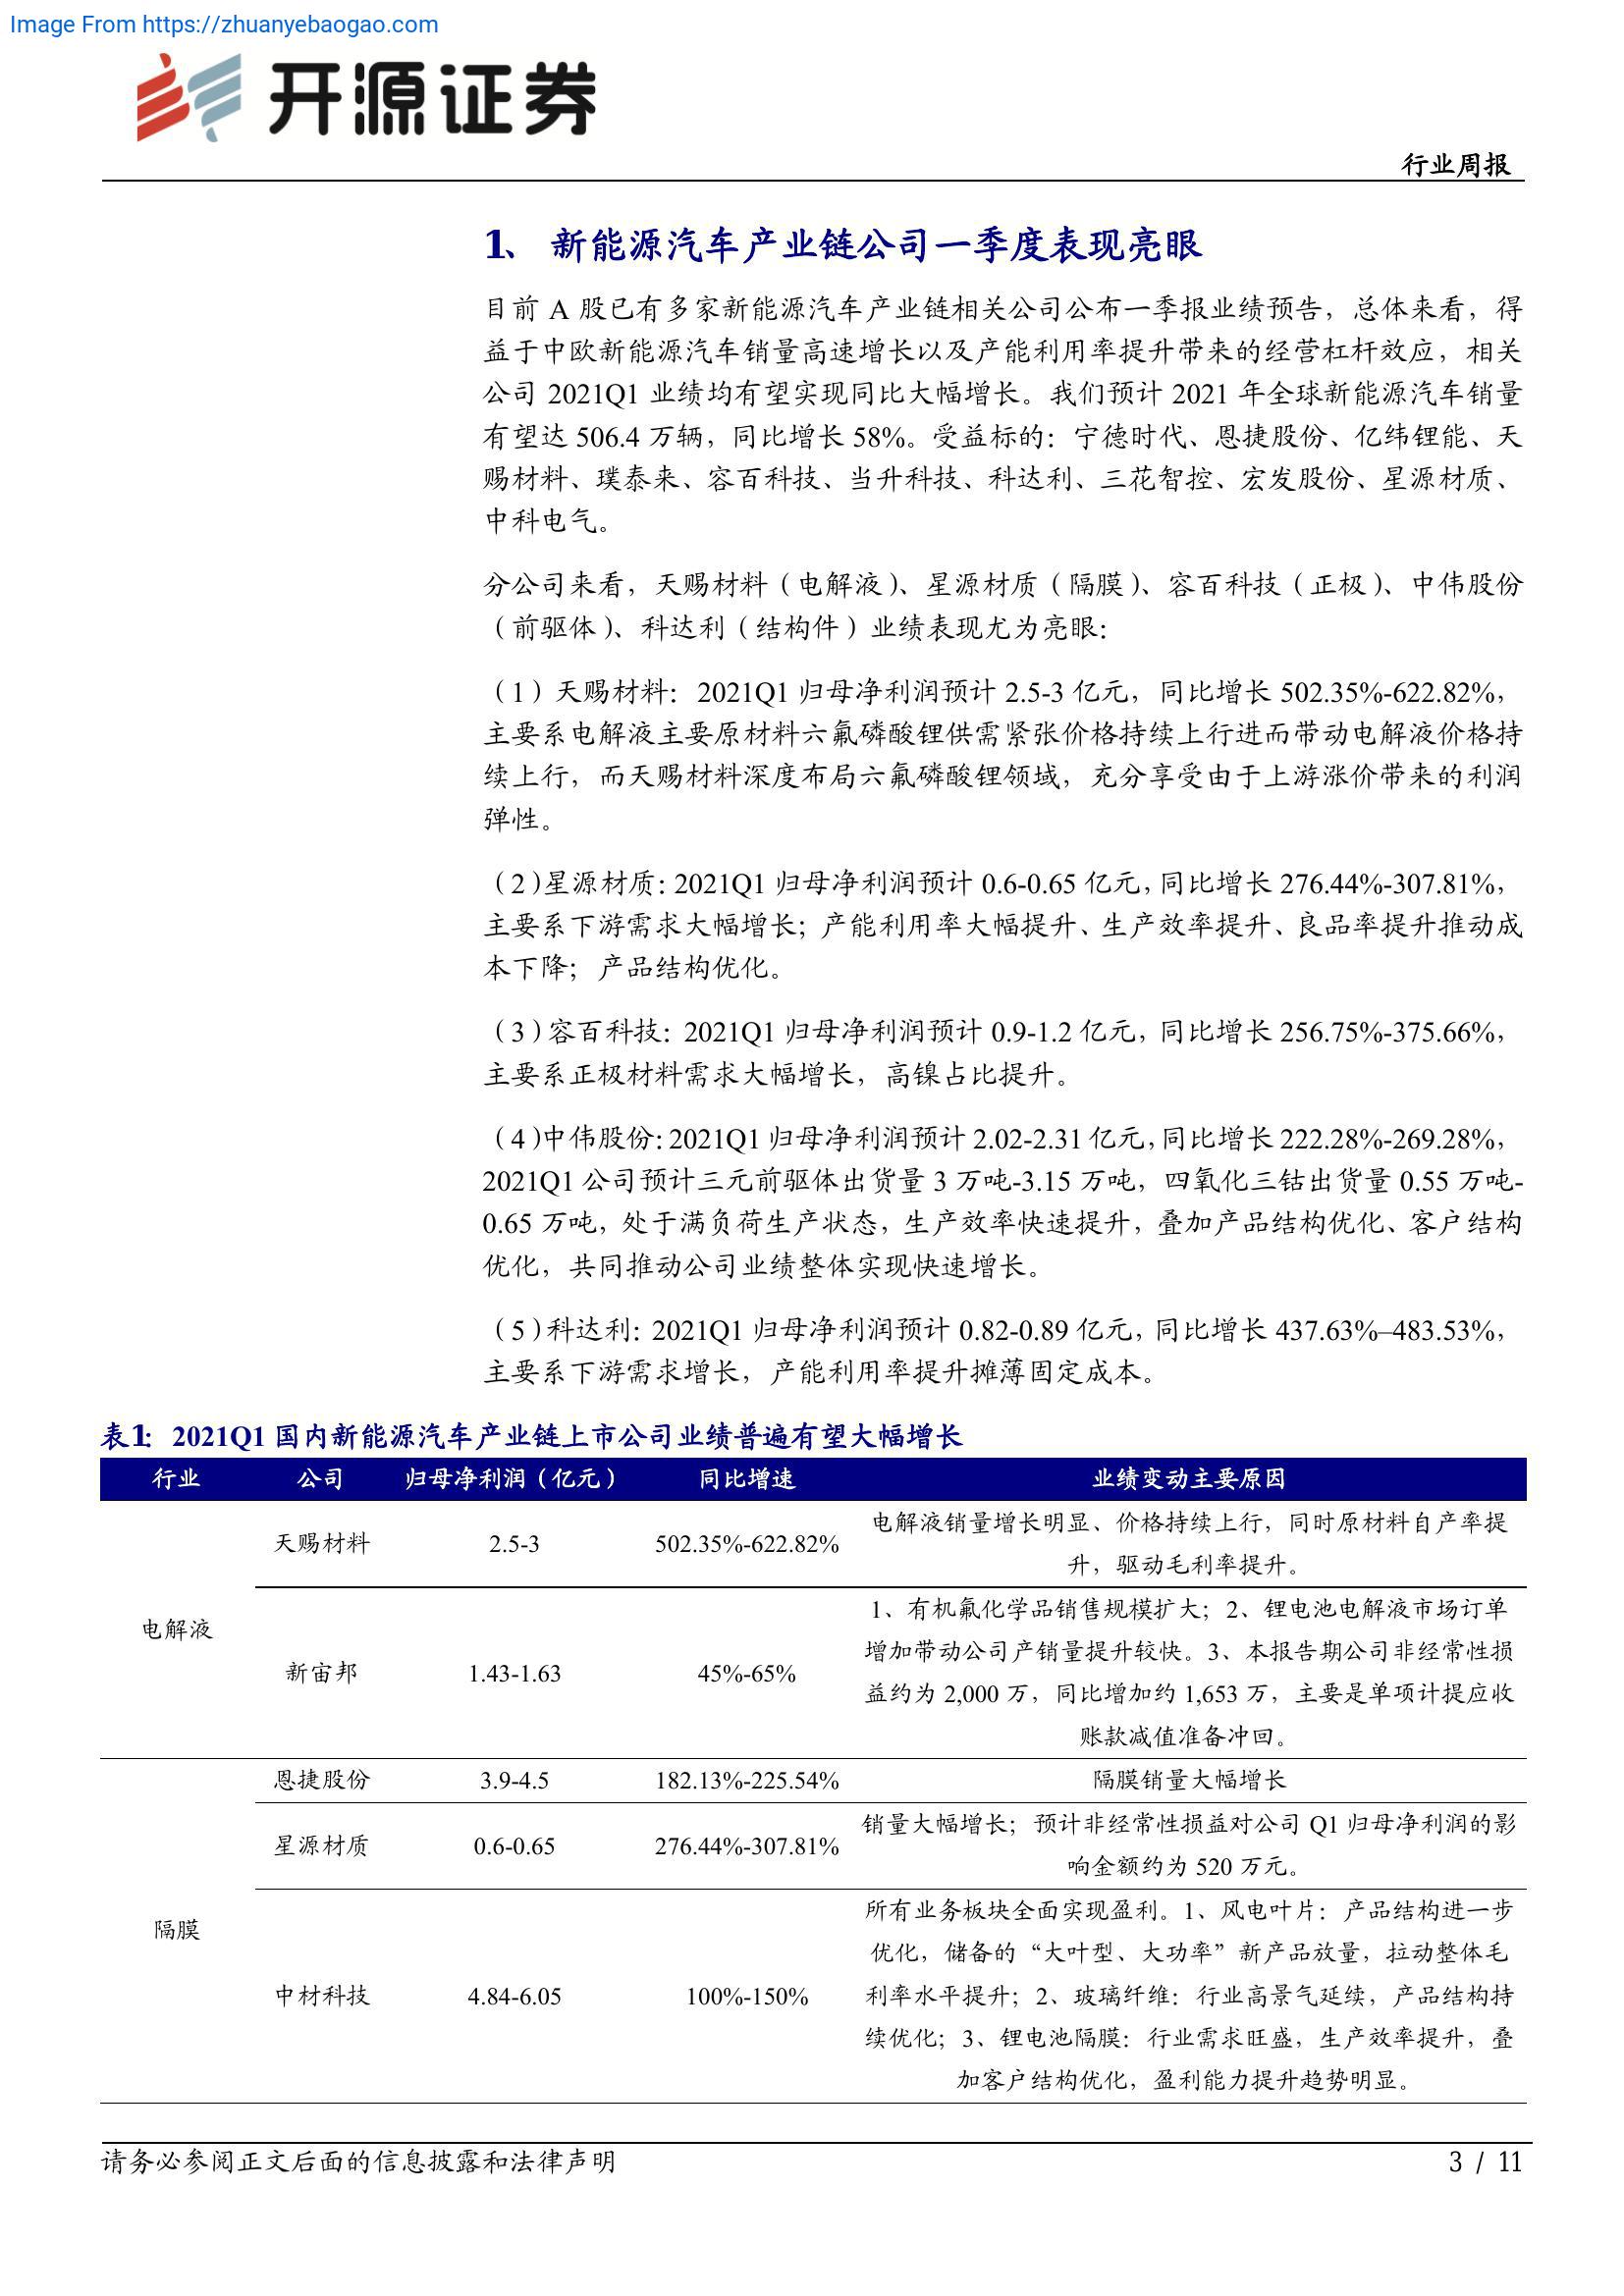 Image From https://zhuanyebaogao.com
开源证券
行业周报
1、 新能源汽车产业链公司一季度表现亮眼
目前 A 股已有多家新能源汽车产业链相关公司公布一季报业绩预告，总体来看，得
益于中欧新能源汽车销量高速增长以及产能利用率提升带来的经营杠杆效应，相关
公司 2021Q1 业绩均有望实现同比大幅增长。我们预计 2021 年全球新能源汽车销量
有望达 506.4 万辆，同比增长 58%。受益标的：宁德时代、恩捷股份、亿纬锂能、天
赐材料、璞泰来、容百科技、当升科技、科达利、三花智控、宏发股份、星源材质、
中科电气。
分公司来看，天赐材料（电解液）、星源材质（隔膜）、容百科技（正极）、中伟股份
（前驱体）、科达利（结构件）业绩表现尤为亮眼：
（1）天赐材料：2021Q1 归母净利润预计 2.5-3 亿元，同比增长 502.35%-622.82%，
主要系电解液主要原材料六氟磷酸锂供需紧张价格持续上行进而带动电解液价格持
续上行，而天赐材料深度布局六氟磷酸锂领域，充分享受由于上游涨价带来的利润
弹性。
（2）星源材质：2021Q1 归母净利润预计 0.6-0.65 亿元，同比增长 276.44%-307.81%，
主要系下游需求大幅增长；产能利用率大幅提升、生产效率提升、良品率提升推动成
本下降；产品结构优化。
（3）容百科技：2021Q1 归母净利润预计 0.9-1.2 亿元，同比增长 256.75%-375.66%，
主要系正极材料需求大幅增长，高镍占比提升。
（4）中伟股份：2021Q1 归母净利润预计 2.02-2.31 亿元，同比增长 222.28%-269.28%，
2021Q1 公司预计三元前驱体出货量 3 万吨-3.15 万吨，四氧化三钴出货量 0.55 万吨-
0.65 万吨，处于满负荷生产状态，生产效率快速提升，叠加产品结构优化、客户结构
优化，共同推动公司业绩整体实现快速增长。
（5）科达利：2021Q1 归母净利润预计 0.82-0.89 亿元，同比增长 437.63%–483.53%，
主要系下游需求增长，产能利用率提升摊薄固定成本。
表1：2021Q1 国内新能源汽车产业链上市公司业绩普遍有望大幅增长
行业 公司 归母净利润（亿元） 同比增速 业绩变动主要原因
电解液
天赐材料 2.5-3 502.35%-622.82%
电解液销量增长明显、价格持续上行，同时原材料自产率提
升，驱动毛利率提升。
新宙邦 1.43-1.63 45%-65%
1、有机氟化学品销售规模扩大；2、锂电池电解液市场订单
增加带动公司产销量提升较快。3、本报告期公司非经常性损
益约为 2,000 万，同比增加约 1,653 万，主要是单项计提应收
账款减值准备冲回。
隔膜
恩捷股份 3.9-4.5 182.13%-225.54% 隔膜销量大幅增长
星源材质 0.6-0.65 276.44%-307.81%
销量大幅增长；预计非经常性损益对公司 Q1 归母净利润的影
响金额约为 520 万元。
中材科技 4.84-6.05 100%-150%
所有业务板块全面实现盈利。1、风电叶片：产品结构进一步
优化，储备的“大叶型、大功率”新产品放量，拉动整体毛
利率水平提升；2、玻璃纤维：行业高景气延续，产品结构持
续优化；3、锂电池隔膜：行业需求旺盛，生产效率提升，叠
加客户结构优化，盈利能力提升趋势明显。
请务必参阅正文后面的信息披露和法律声明
3 / 11